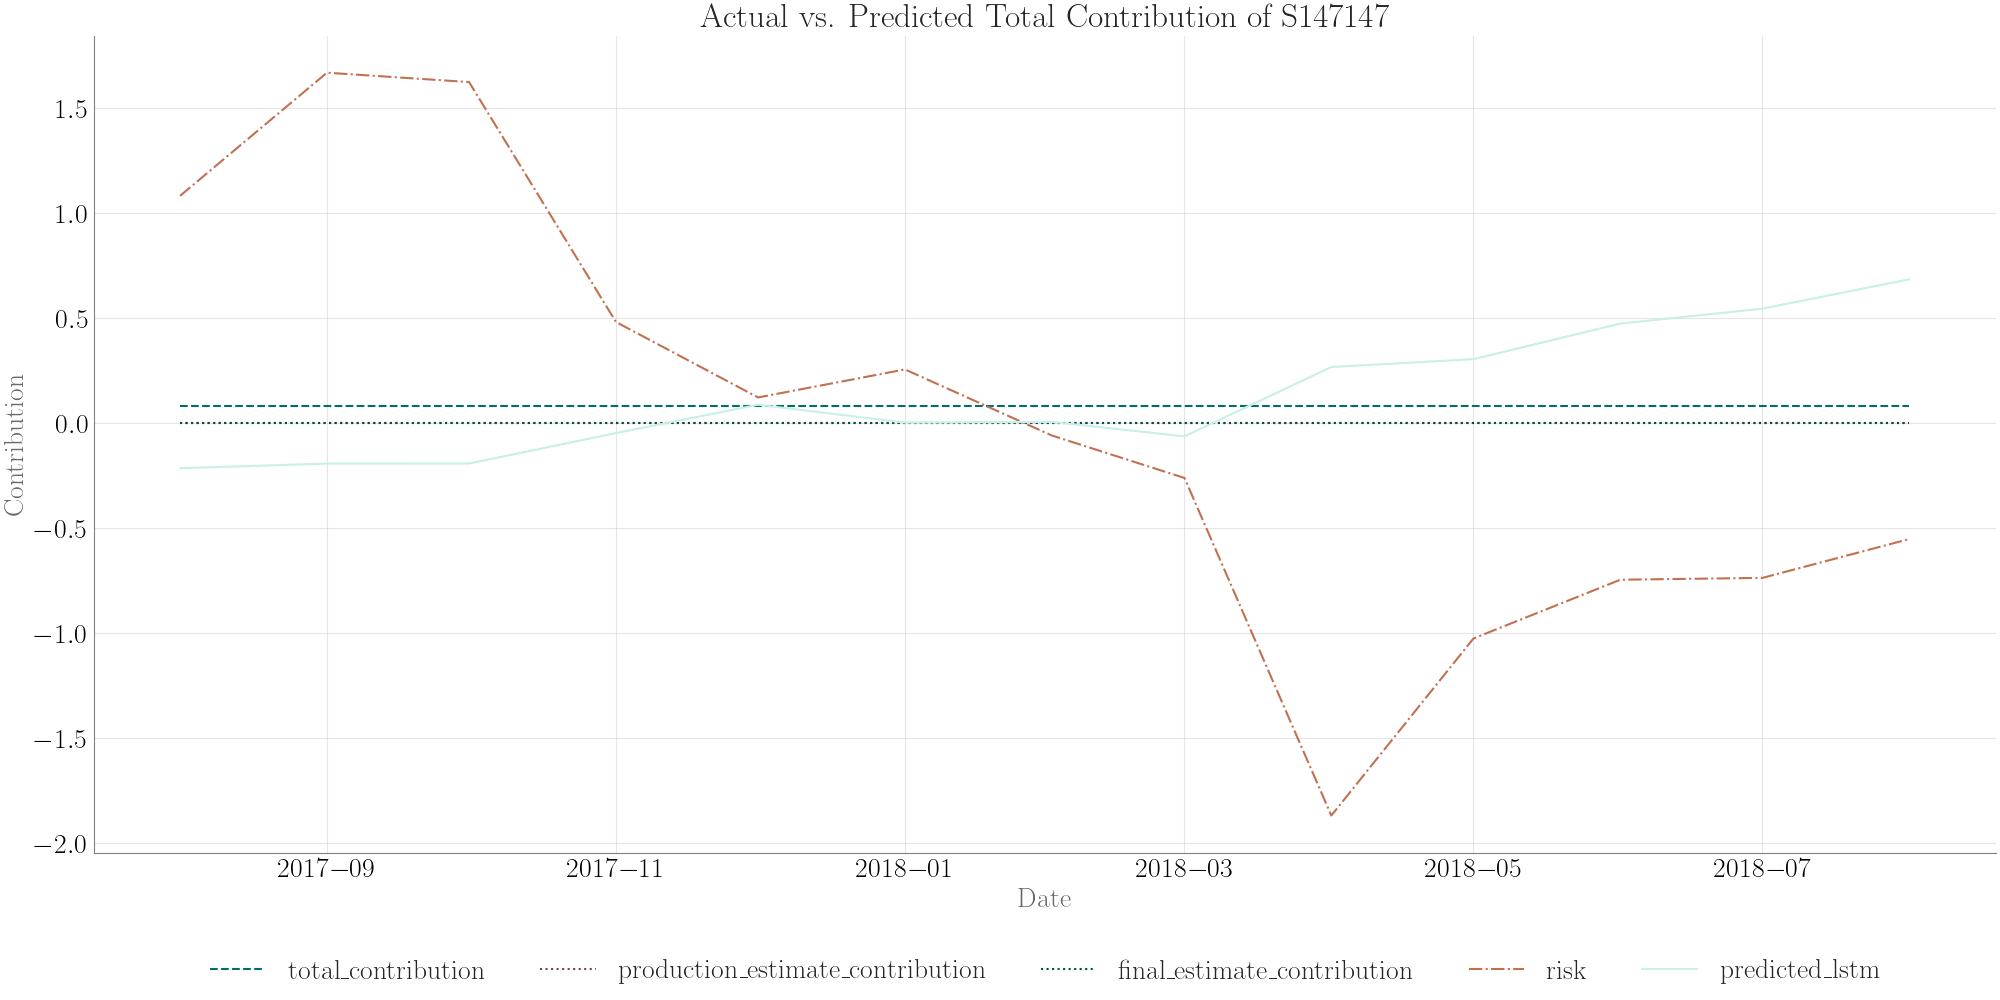 Actual vs. Predicted Total Contribution of S147147
Contribution
1.5
1.0
0.5
0.0
−0.5
−1.0
−1.5
−2.0
2017−09 2017−11 2018−01 2018−03 2018−05 2018−07
Date
total_contribution production_estimate_contribution final_estimate_contribution risk predicted_lstm